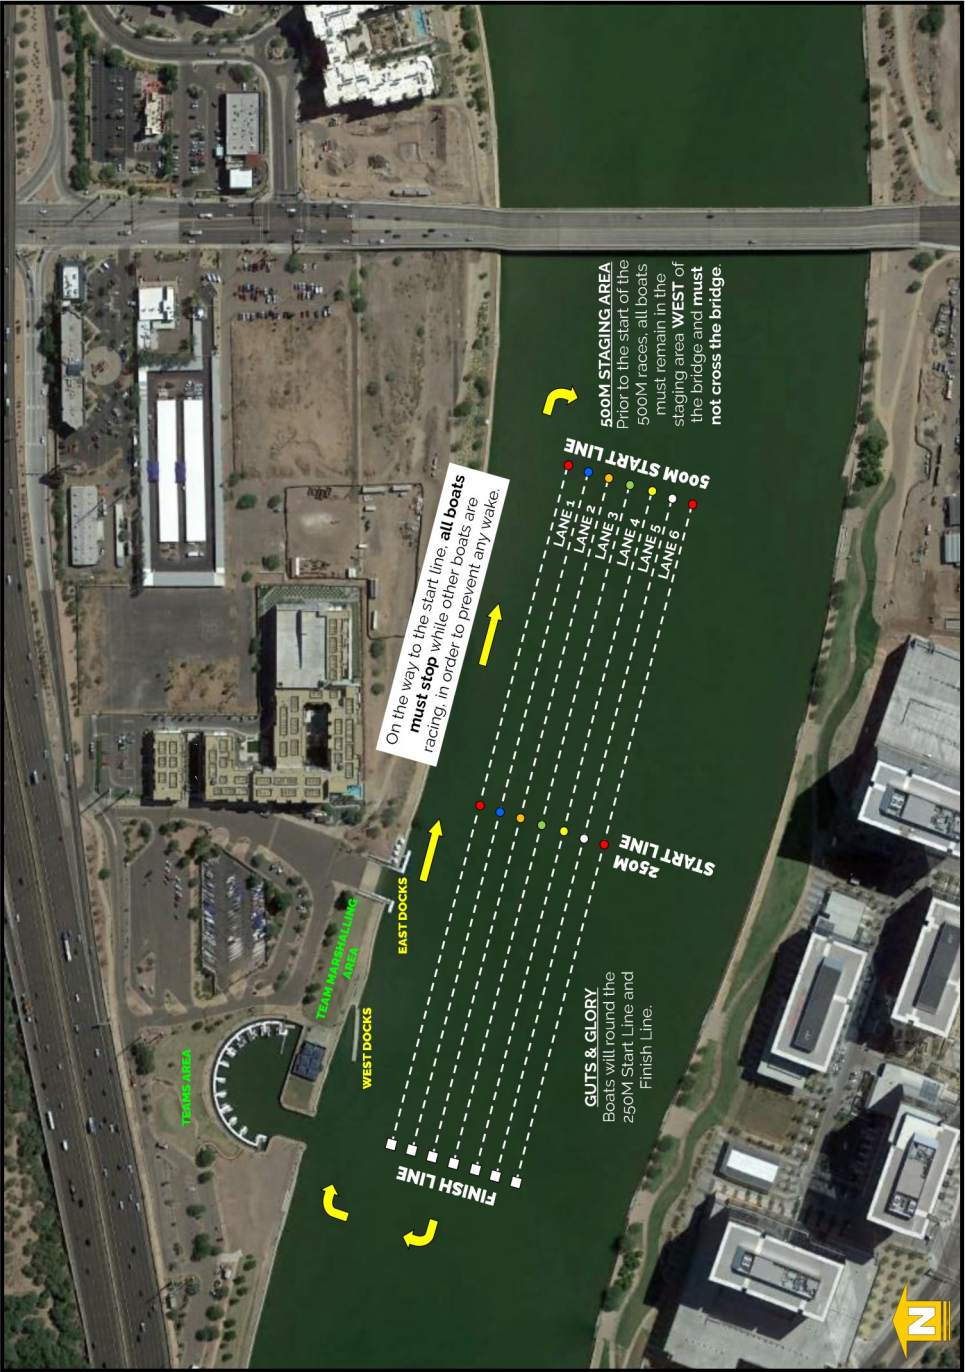 500M STAGING AREA
Prior to the start of the
500M races, all boats
must remain in the
staging area WEST of
the bridge and must
not cross the bridge.
On the way to the start line, all boats
must stop while other boats are
racing, in order to prevent any wake.
500M START LINE
LANE 1
LANE 2
LANE 3
LANE 4
LANE 5
LANE 6
250M
START LINE
EAST DOCKS
TEAM MARSHALLING
AREA
WEST DOCKS
TEAMS AREA
GUTS & GLORY
Boats will round the
250M Start Line and
Finish Line.
FINISH LINE
N